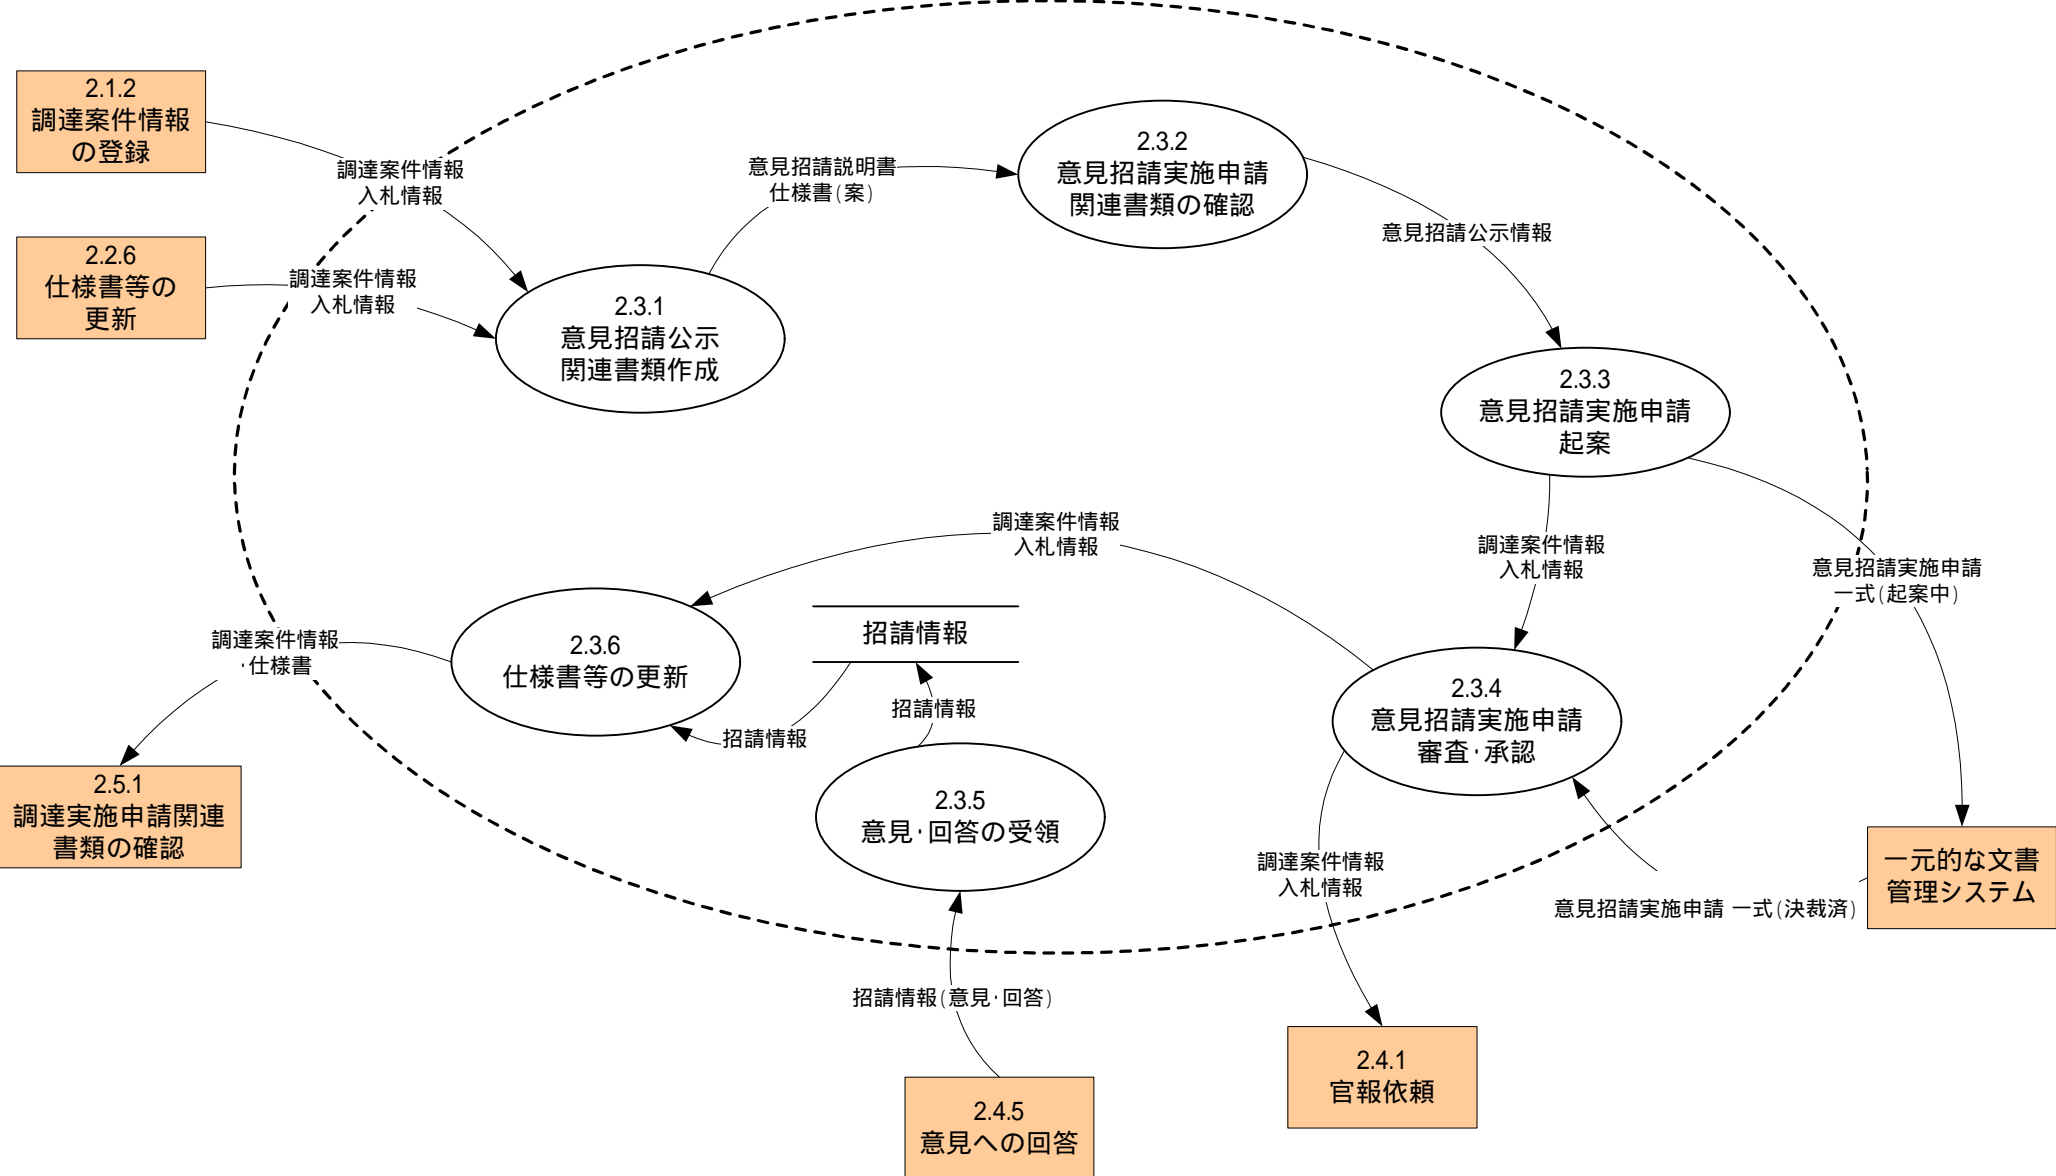 2.1.2
調達案件情報
の登録
調達案件情報
入札情報
2.2.6
仕様書等の
更新
調達案件情報
入札情報
2.3.1
意見招請公示
関連書類作成
意見招請説明書
仕様書(案)
2.3.2
意見招請実施申請
関連書類の確認
意見招請公示情報
2.3.3
意見招請実施申請
起案
調達案件情報
入札情報
意見招請実施申請
一式(起案中)
調達案件情報
入札情報
2.3.4
意見招請実施申請
審査・承認
招請情報
招請情報
招請情報
2.3.6
仕様書等の更新
調達案件情報
・仕様書
2.5.1
調達実施申請関連
書類の確認
2.3.5
意見・回答の受領
調達案件情報
入札情報
一元的な文書
管理システム
意見招請実施申請 一式(決裁済)
招請情報(意見・回答)
2.4.1
官報依頼
2.4.5
意見への回答